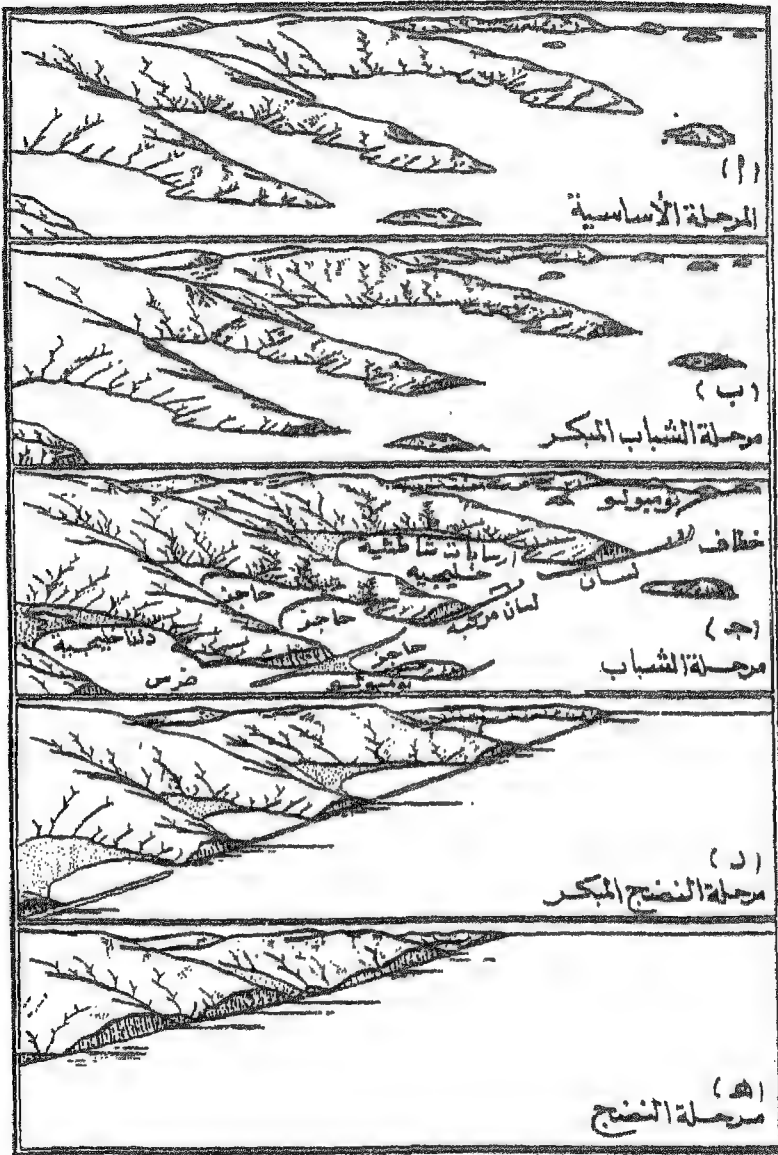 (أ)
المرحلة الأساسية
(ب)
مرحلة الشباب المبكر
تومبولو
خطاف
ارسابات شاطئية
خليجية
لسان
حاجز
لسان مركب
حاجز
(جـ)
دلتا خليجية
حاجز
مرحلة الشباب
ضرس
تومبولو
(د)
مرحلة النضج المبكر
(هـ)
مرحلة النضج